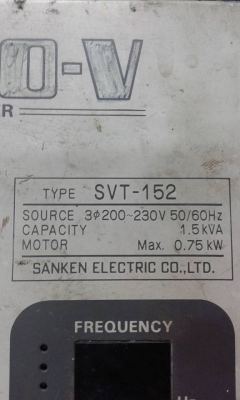 O-V
R
TYPE SVT-152
SOURCE 3φ200~230V 50/60Hz
CAPACITY 1.5kVA
MOTOR Max. 0.75kW
SANKEN ELECTRIC CO.,LTD.
FREQUENCY
Hz